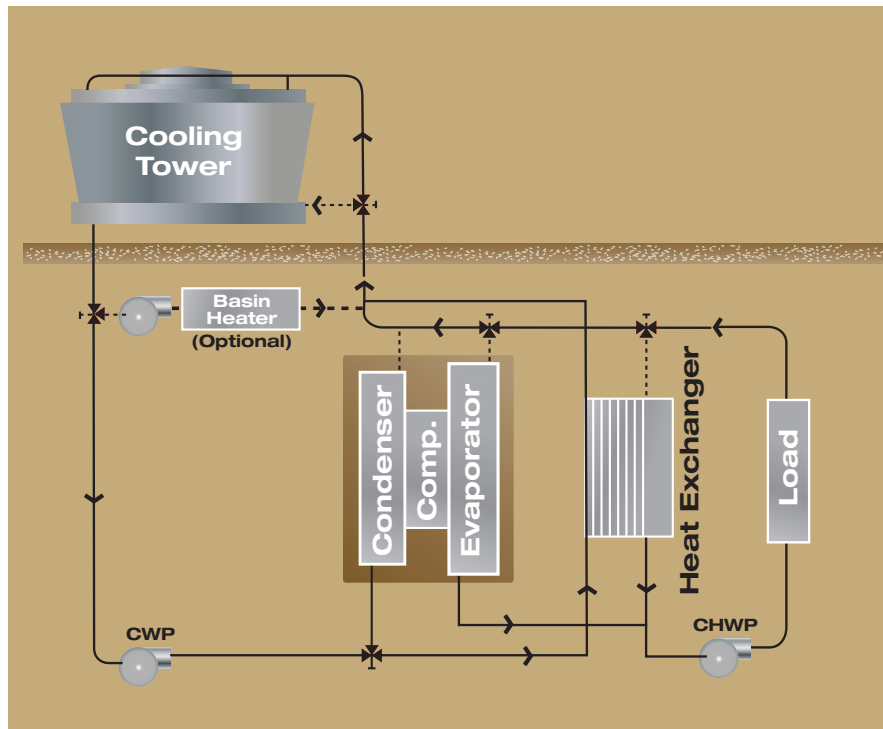 Cooling
Tower
Basin
Heater
(Optional)
Condenser
Comp.
Evaporator
Heat Exchanger
Load
CWP
CHWP